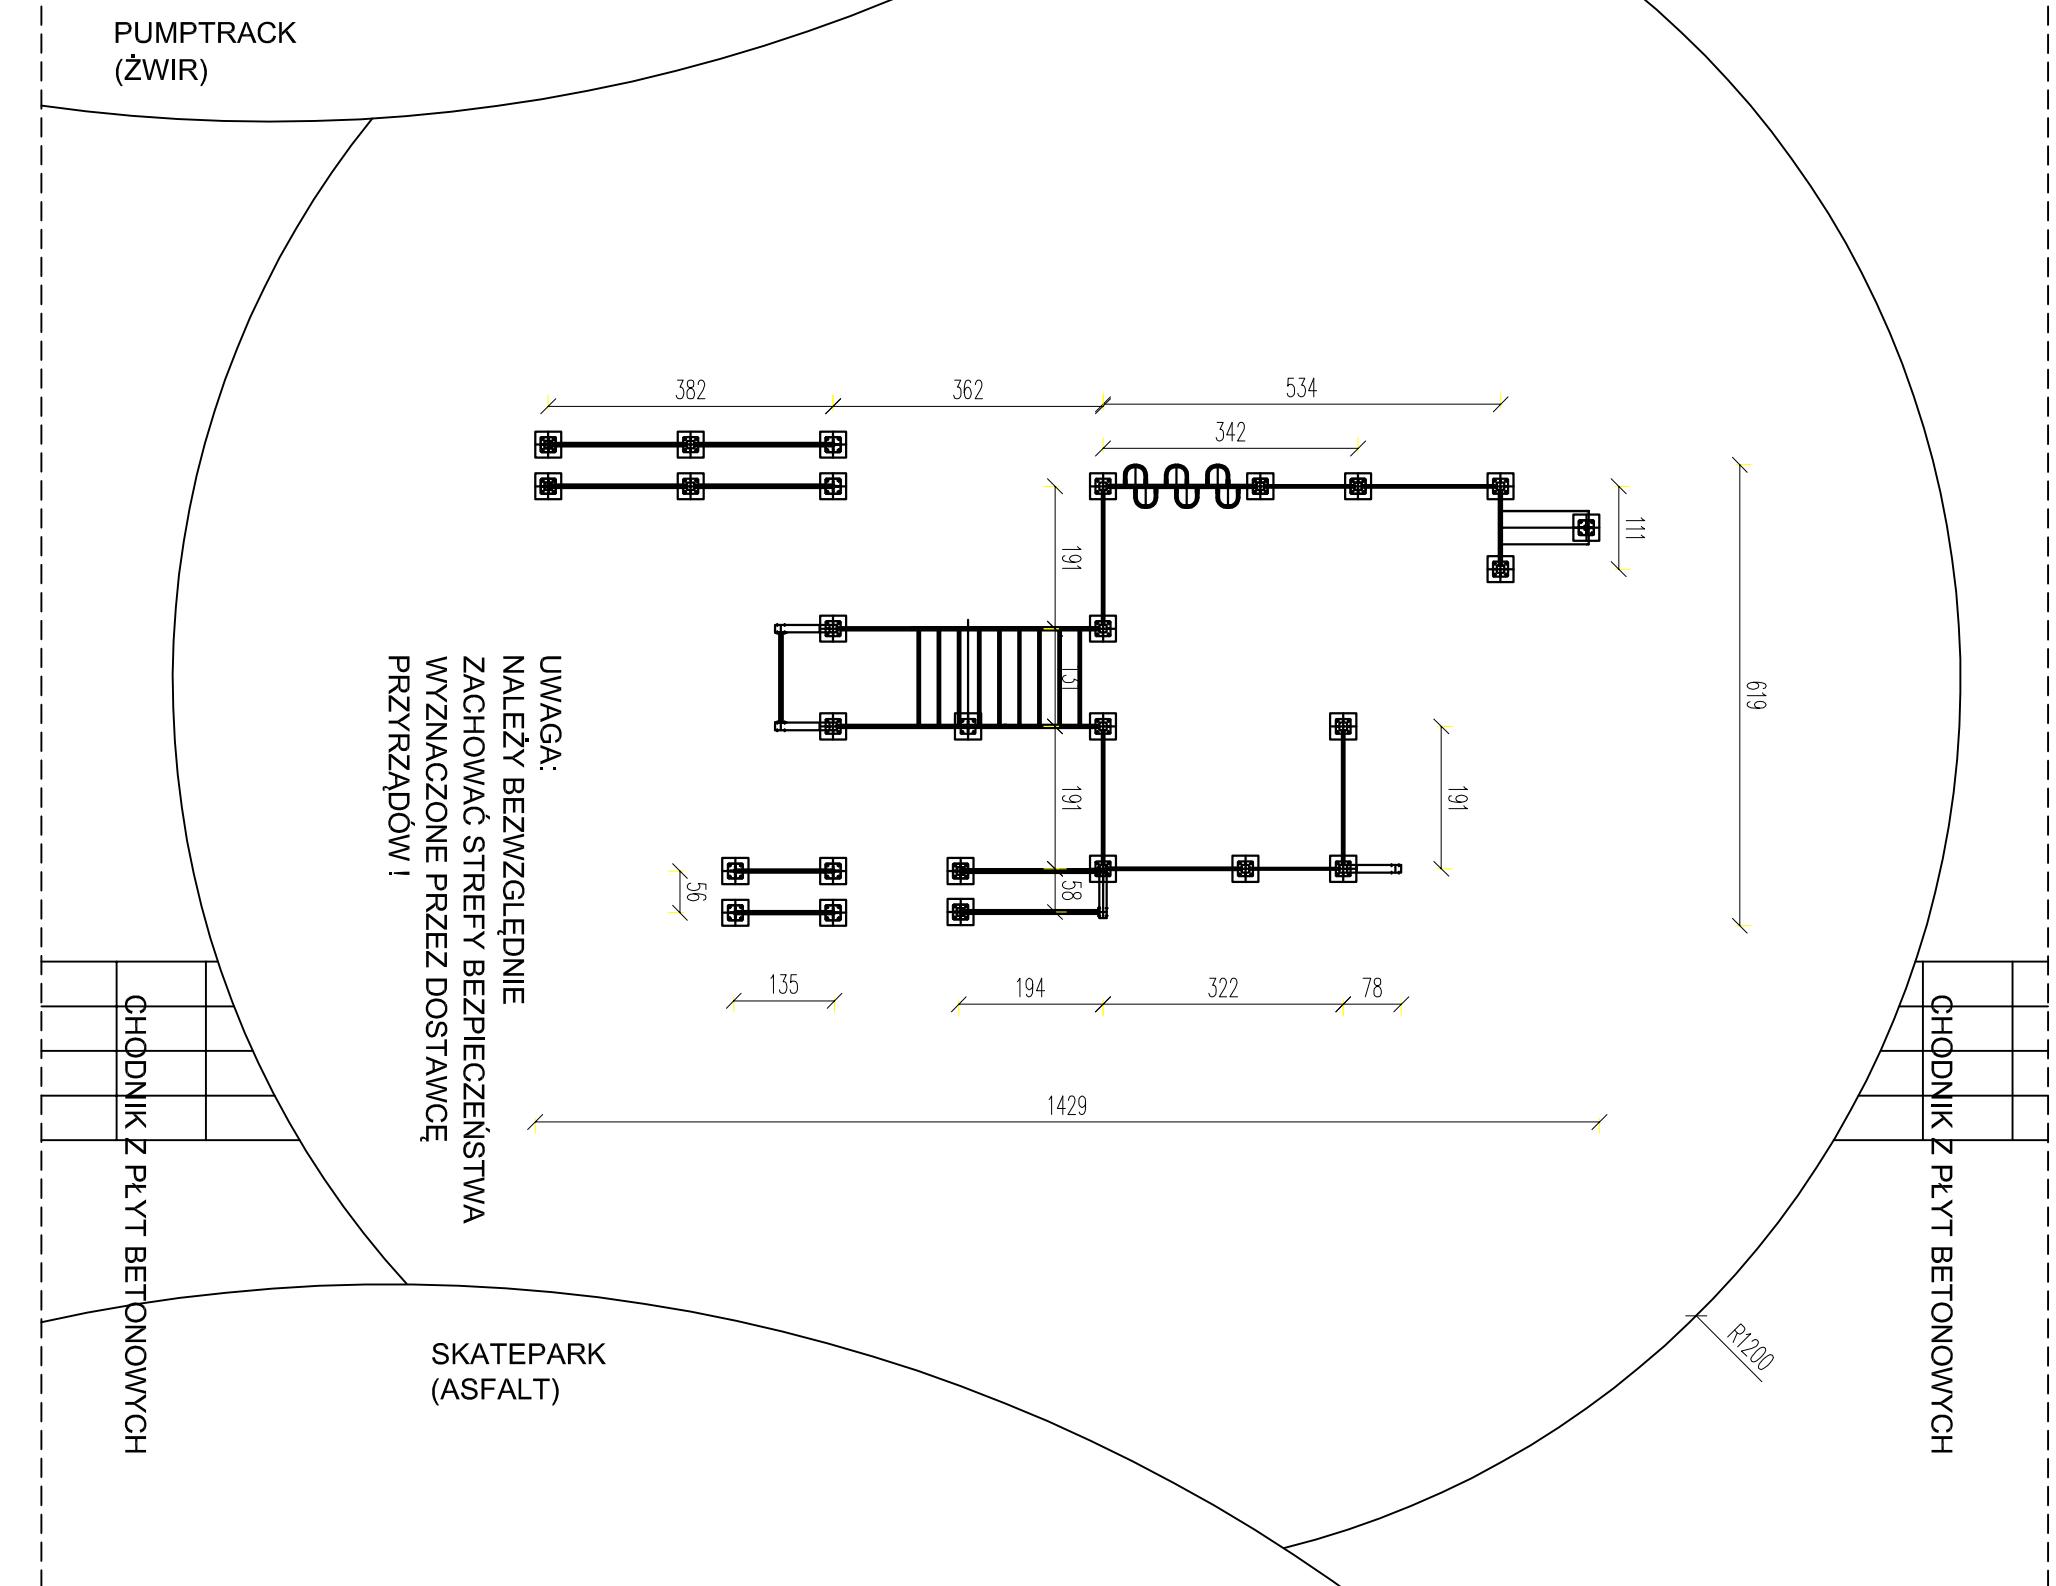 PUMPTRACK
(ŻWIR)
382
362
534
342
191
111
131
619
UWAGA:
NALEŻY BEZWZGLĘDNIE
ZACHOWAĆ STREFY BEZPIECZEŃSTWA
WYZNACZONE PRZEZ DOSTAWCĘ
PRZYRZĄDÓW !
191
191
56
58
135
194
322
78
1429
CHODNIK Z PŁYT BETONOWYCH
CHODNIK Z PŁYT BETONOWYCH
R1200
SKATEPARK
(ASFALT)